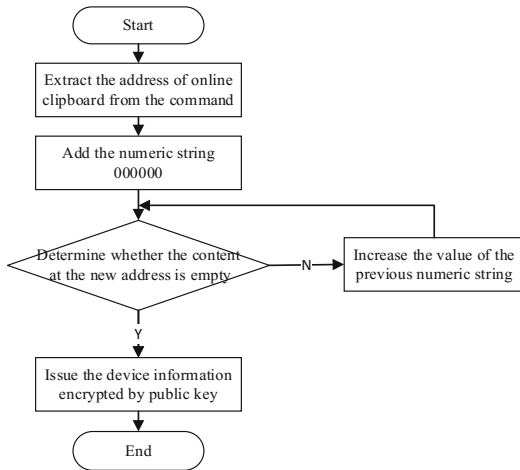 Start
Extract the address of online
clipboard from the command
Add the numeric string
000000
Determine whether the content
at the new address is empty
N
Increase the value of the
previous numeric string
Y
Issue the device information
encrypted by public key
End